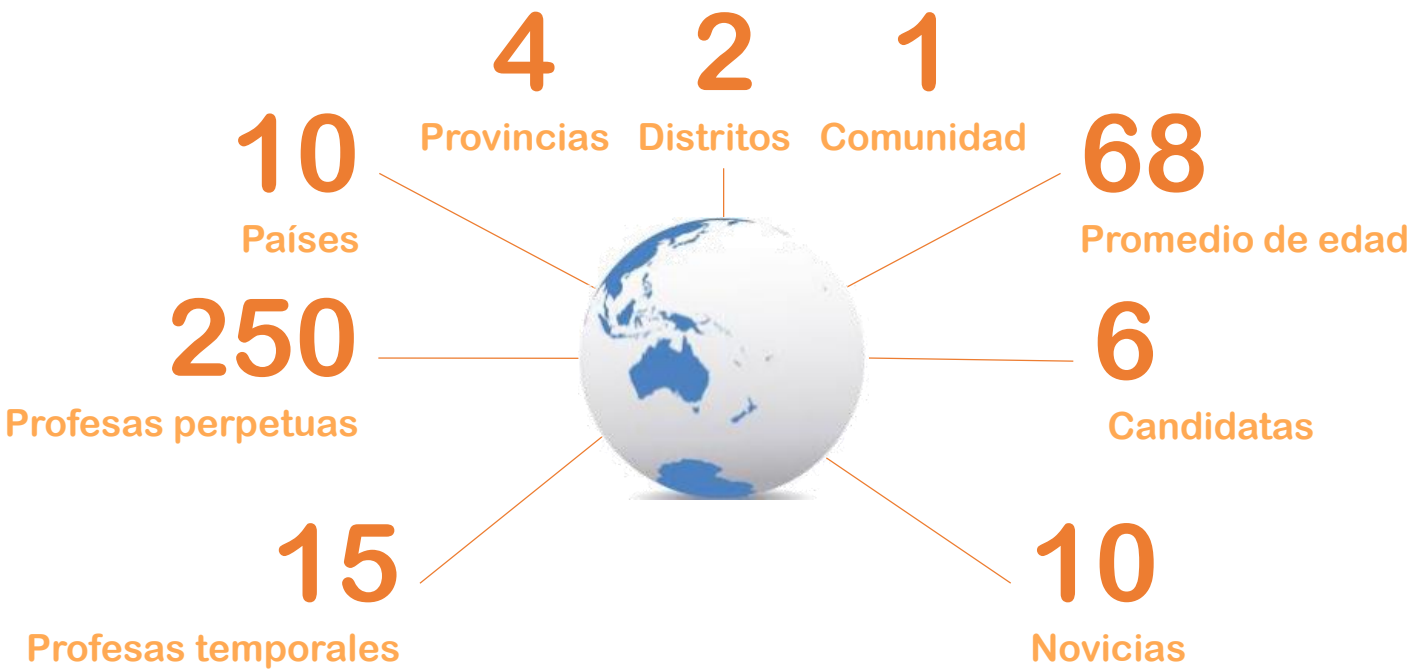 4 2 1
Provincias Distritos Comunidad
10
Países
68
Promedio de edad
250
Profesas perpetuas
6
Candidatas
15
Profesas temporales
10
Novicias